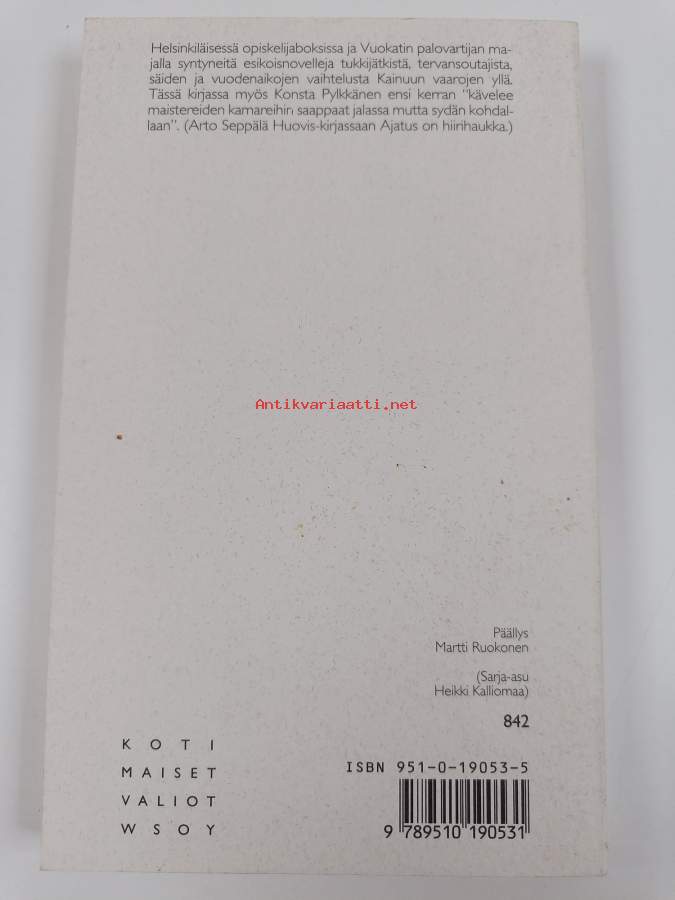 Helsinkiläisessä opiskelijaboksissa ja Vuokatin palovartijan ma-
jalla syntyneitä esikoisnovelleja tukkijätkistä, tervansoutajista,
säiden ja vuodenaikojen vaihtelusta Kainuun vaarojen yllä.
Tässä kirjassa myös Konsta Pylkkänen ensi kerran "kävelee
maistereiden kamareihin saappaat jalassa mutta sydän kohdal-
laan". (Arto Seppälä Huovis-kirjassaan Ajatus on hiirihaukka.)
Antikvariaatti.net
Päällys
Martti Ruokonen
(Sarja-asu
Heikki Kalliomaa)
842
KOTI
MAISET
VALIOT
WSOY
ISBN 951-0-19053-5
9 789510 190531